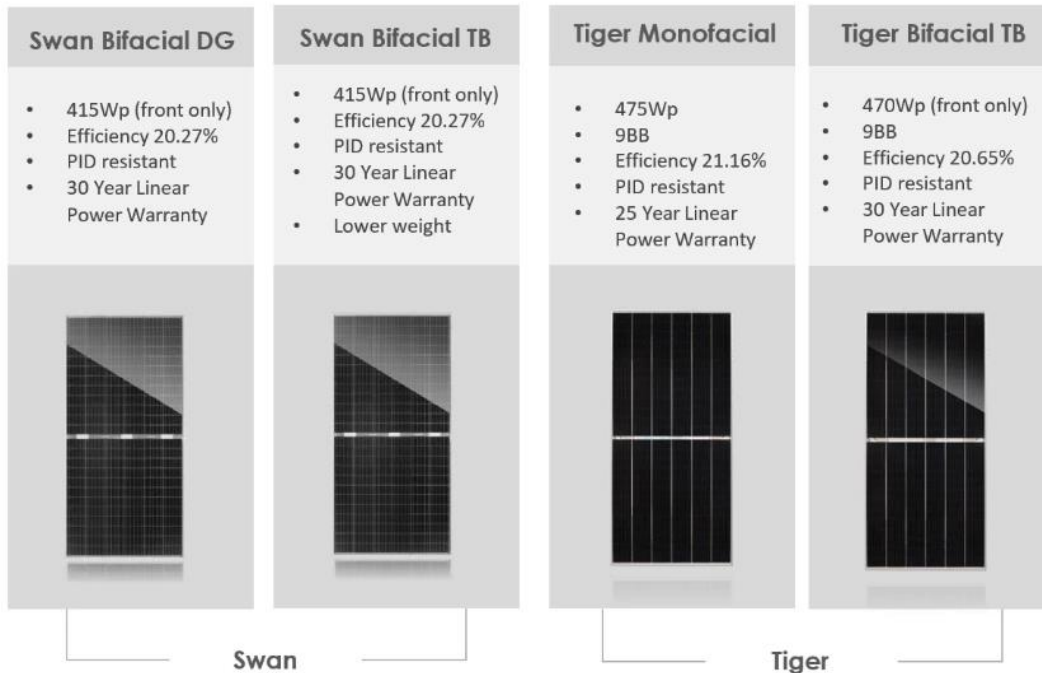 Swan Bifacial DG
• 415Wp (front only)
• Efficiency 20.27%
• PID resistant
• 30 Year Linear
Power Warranty
Swan Bifacial TB
• 415Wp (front only)
• Efficiency 20.27%
• PID resistant
• 30 Year Linear
Power Warranty
• Lower weight
Tiger Monofacial
• 475Wp
• 9BB
• Efficiency 21.16%
• PID resistant
• 25 Year Linear
Power Warranty
Tiger Bifacial TB
• 470Wp (front only)
• 9BB
• Efficiency 20.65%
• PID resistant
• 30 Year Linear
Power Warranty
Swan
Tiger